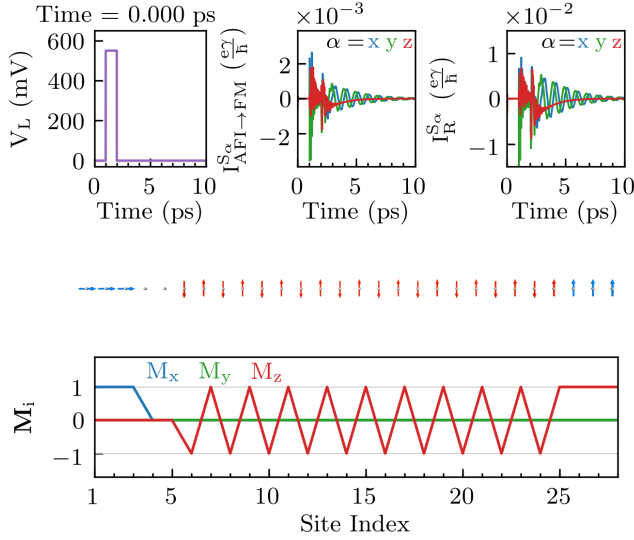 Time = 0.000 ps
V_L (mV)
600
400
200
0
0 5 10
Time (ps)
I^{S_α}_{AFI→FM} (eγ/ħ)
×10⁻³
α = x y z
2
0
−2
0 5 10
Time (ps)
I^{S_α}_R (eγ/ħ)
×10⁻²
α = x y z
0
−1
0 5 10
Time (ps)
M_i
M_x M_y M_z
1
0
−1
1 5 10 15 20 25
Site Index